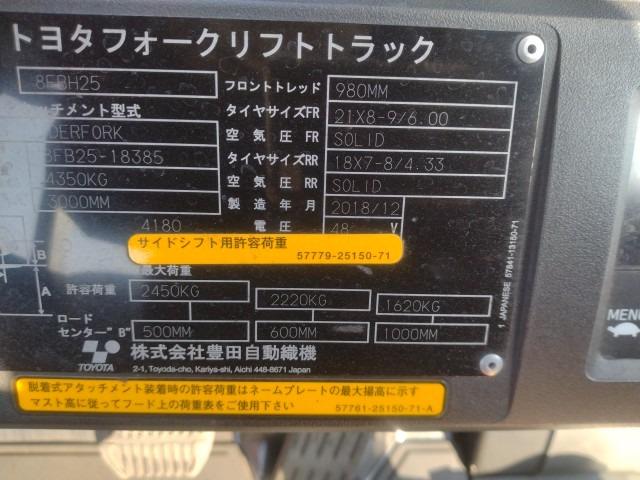 トヨタフォークリフトトラック
8FBH25 フロントトレッド 980MM
チメント型式 タイヤサイズFR 21X8-9/6.00
DERFORK 空気圧 FR SOLID
8FB25-18385 タイヤサイズRR 18X7-8/4.33
4350KG 空気圧 RR SOLID
3000MM 製造年月 2018/12
4180 電圧 48 V
サイドシフト用許容荷重
57779-25150-71
最大荷重
許容荷重 2450KG 2220KG 1620KG
ロード
センター"B" 500MM 600MM 1000MM
B
A
TOYOTA
株式会社豊田自動織機
2-1, Toyoda-cho, Kariya-shi, Aichi 448-8671 Japan
1 JAPANESE 57841-13150-71
脱着式アタッチメント装着時の許容荷重はネームプレートの最大揚高に示す
マスト高に従ってフード上の荷重表をご使用下さい 57761-25150-71-A
MENU